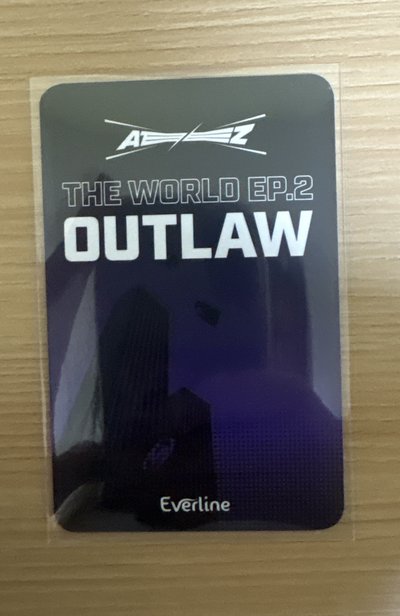 ATEEZ
THE WORLD EP.2
OUTLAW
Everline